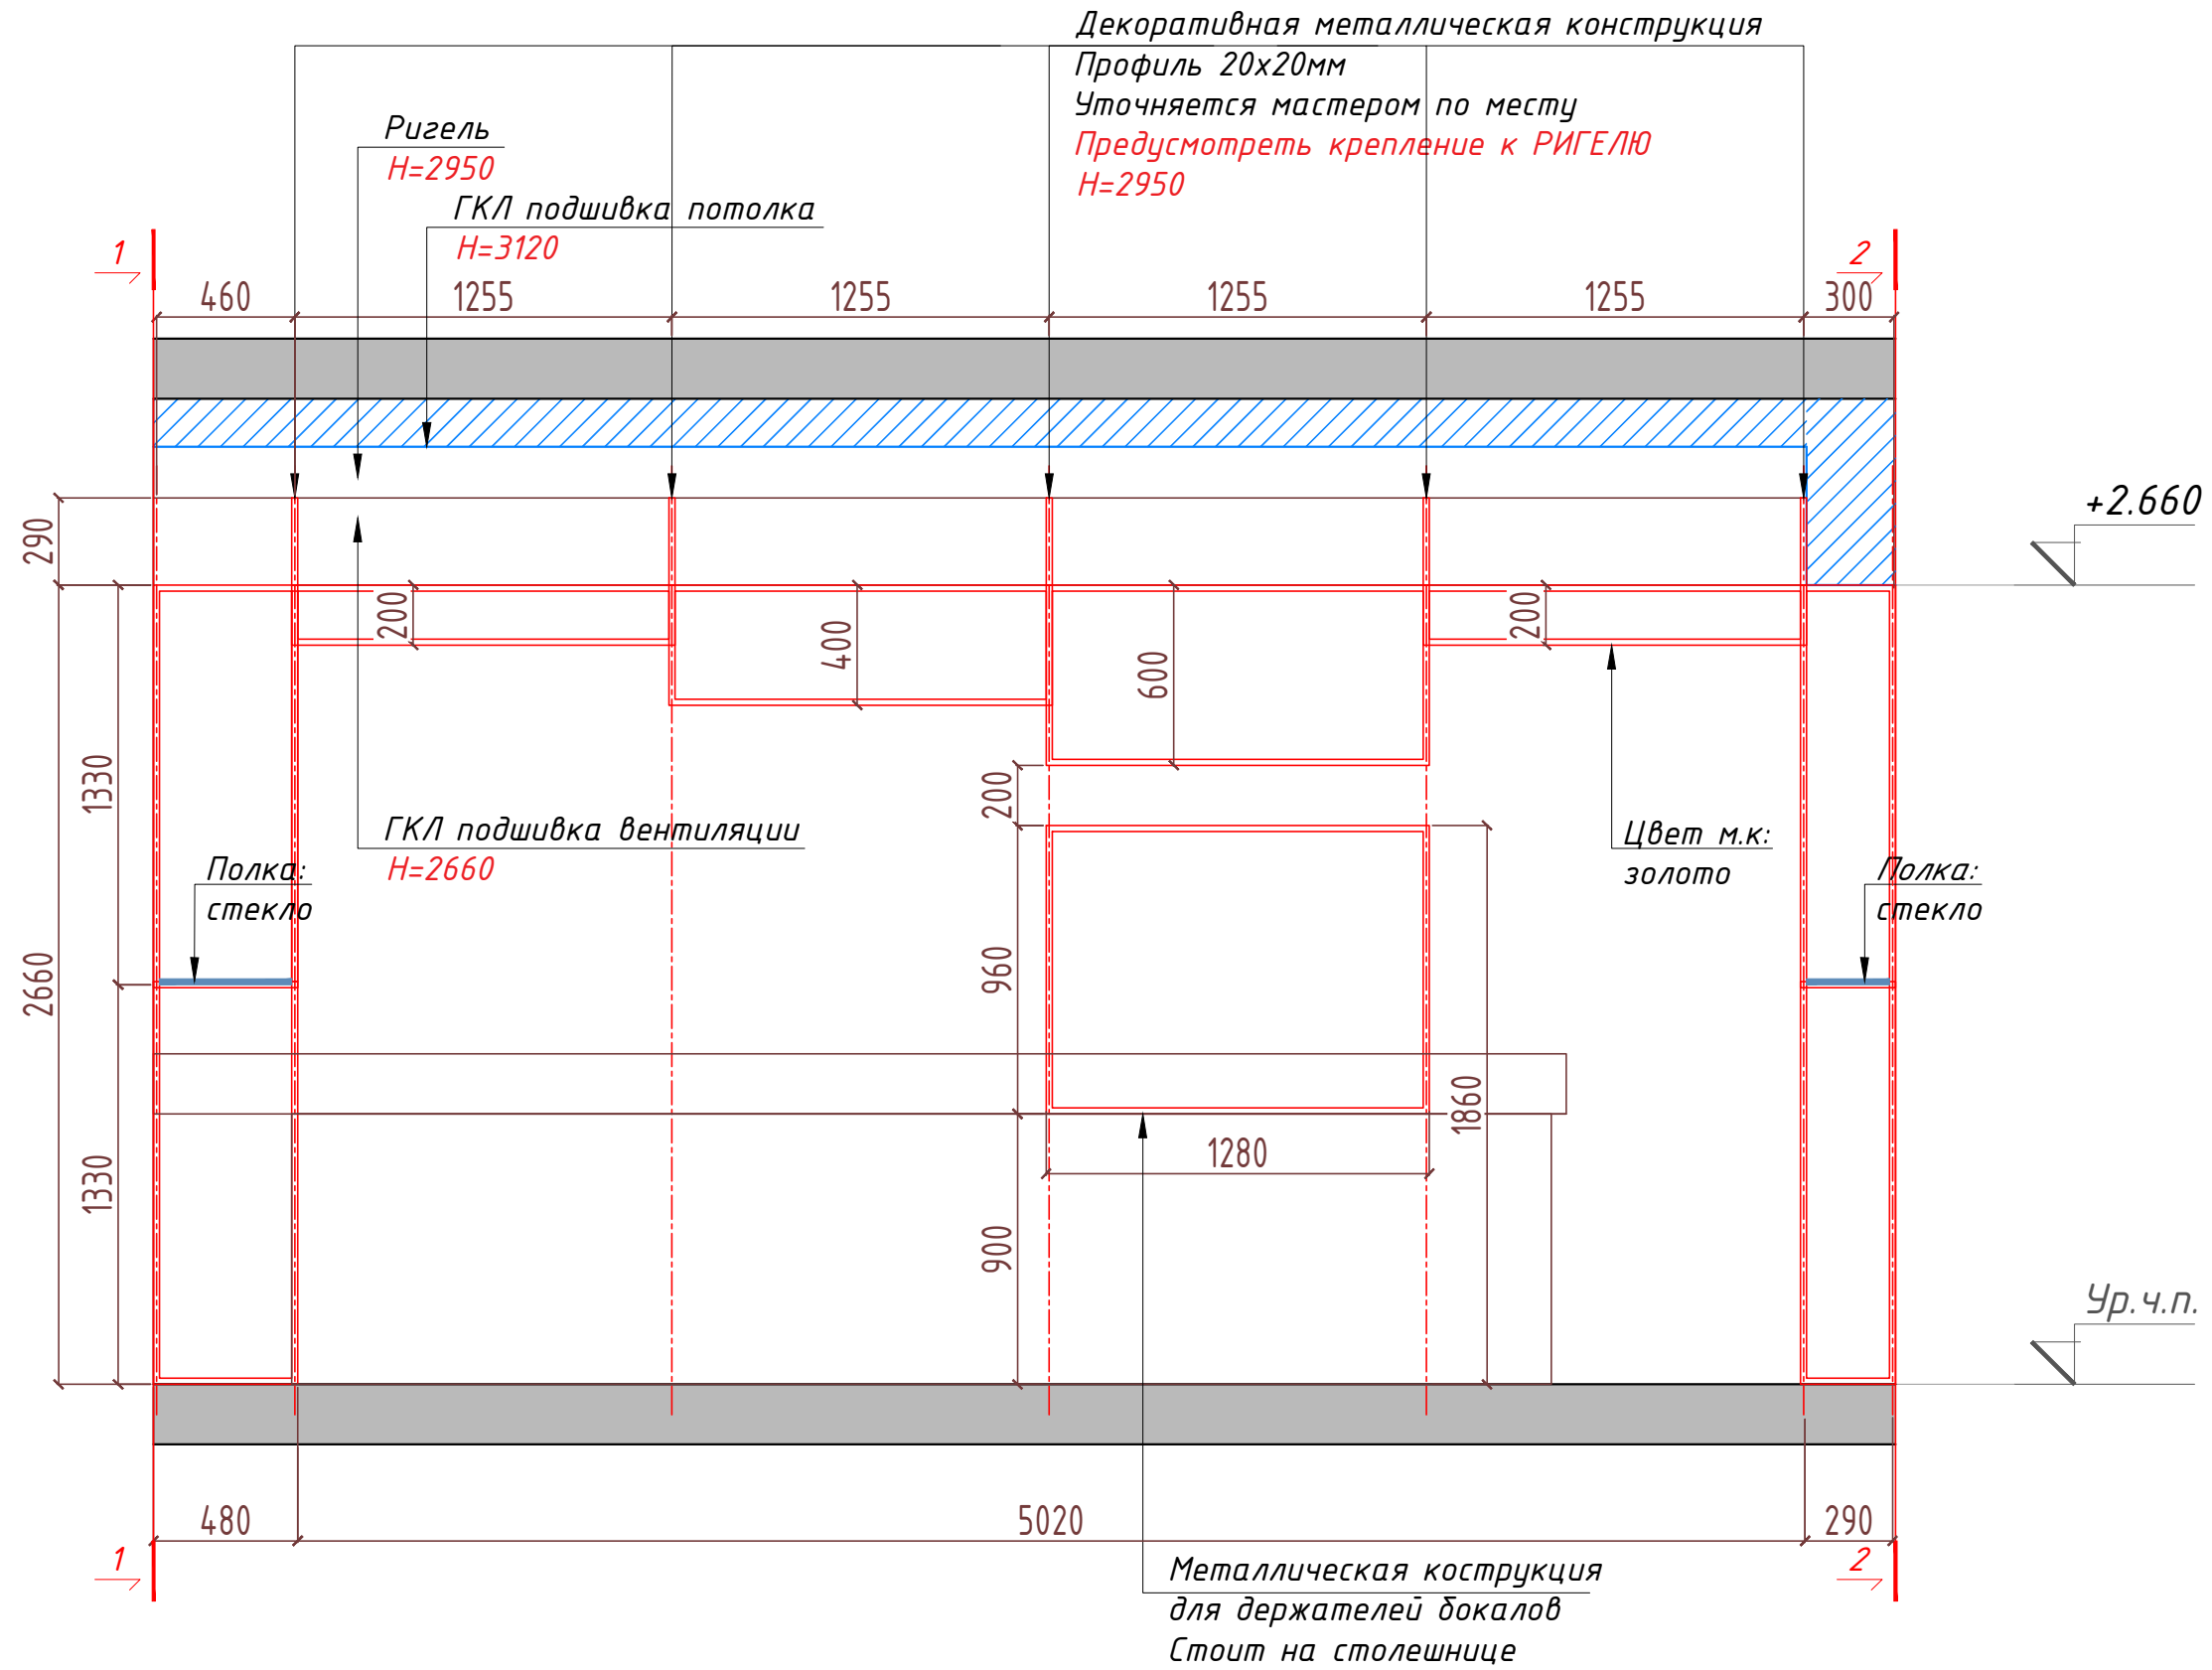 Декоративная металлическая конструкция
Профиль 20х20мм
Уточняется мастером по месту
Предусмотреть крепление к РИГЕЛЮ
Н=2950
Ригель
Н=2950
ГКЛ подшивка потолка
Н=3120
1
2
460
1255
1255
1255
1255
300
+2.660
290
200
400
600
200
1330
200
ГКЛ подшивка вентиляции
Н=2660
Цвет м.к:
золото
Полка:
стекло
Полка:
стекло
2660
960
1860
1280
1330
900
Ур.ч.п.
480
5020
290
1
2
Металлическая кострукция
для держателей бокалов
Стоит на столешнице